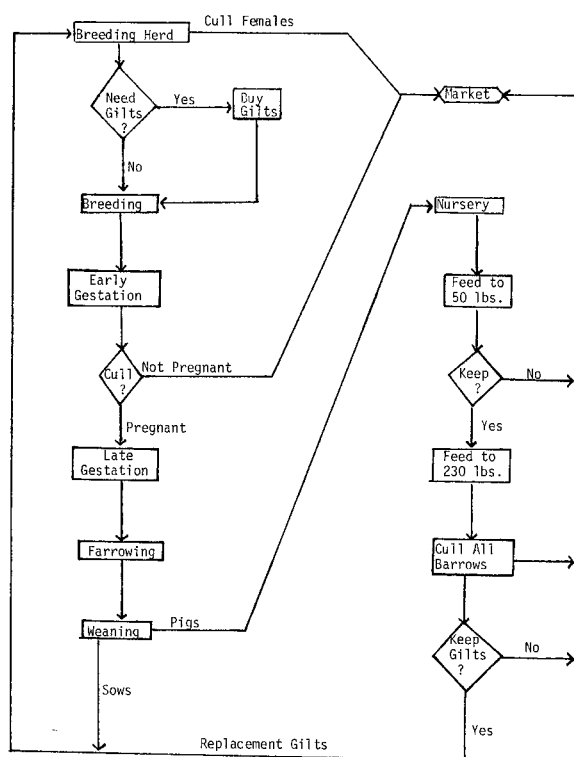 Cull Females
Breeding Herd
Need
Gilts
?
Yes
Buy
Gilts
No
Breeding
Early
Gestation
Cull
?
Not Pregnant
Pregnant
Late
Gestation
Farrowing
Weaning
Pigs
Sows
Replacement Gilts
Market
Nursery
Feed to
50 lbs.
Keep
?
No
Yes
Feed to
230 lbs.
Cull All
Barrows
Keep
Gilts
?
No
Yes